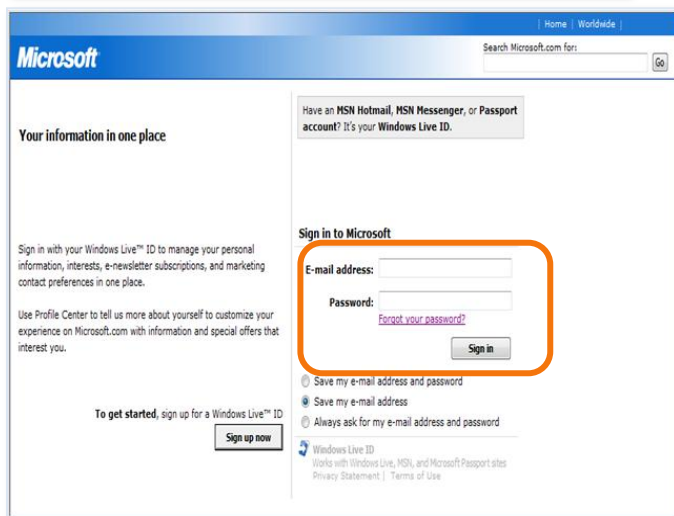 | Home | Worldwide |
Microsoft
Search Microsoft.com for:
Go
Your information in one place
Sign in with your Windows Live™ ID to manage your personal
information, interests, e-newsletter subscriptions, and marketing
contact preferences in one place.
Use Profile Center to tell us more about yourself to customize your
experience on Microsoft.com with information and special offers that
interest you.
To get started, sign up for a Windows Live™ ID
Sign up now
Have an MSN Hotmail, MSN Messenger, or Passport
account? It's your Windows Live ID.
Sign in to Microsoft
E-mail address:
Password:
Forgot your password?
Sign in
Save my e-mail address and password
Save my e-mail address
Always ask for my e-mail address and password
Windows Live ID
Works with Windows Live, MSN, and Microsoft Passport sites
Privacy Statement | Terms of Use